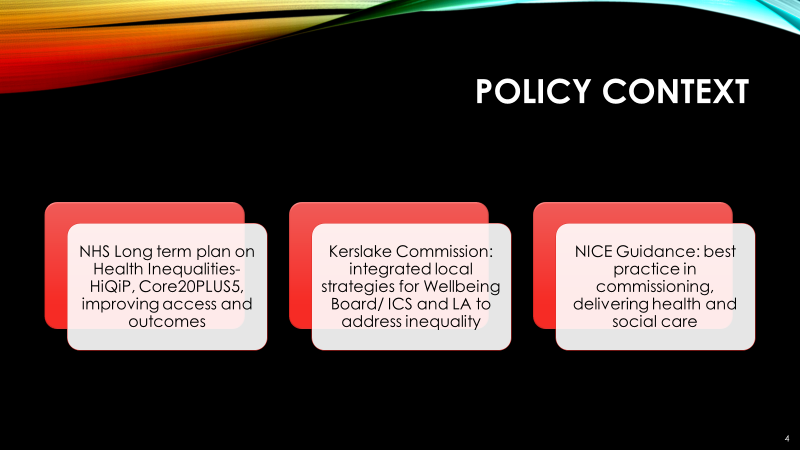 POLICY CONTEXT
NHS Long term plan on
Health Inequalities-
HiQiP, Core20PLUS5,
improving access and
outcomes
Kerslake Commission:
integrated local
strategies for Wellbeing
Board/ ICS and LA to
address inequality
NICE Guidance: best
practice in
commissioning,
delivering health and
social care
4